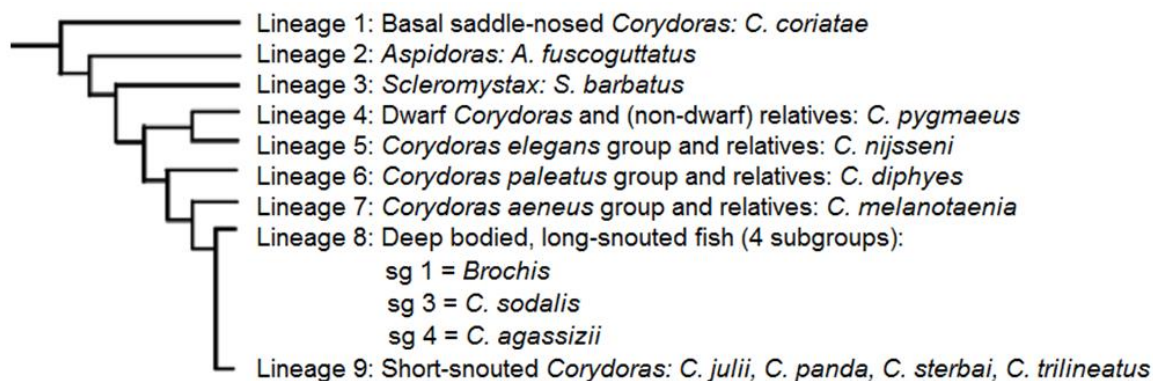 Lineage 1: Basal saddle-nosed Corydoras: C. coriatae
Lineage 2: Aspidoras: A. fuscoguttatus
Lineage 3: Scleromystax: S. barbatus
Lineage 4: Dwarf Corydoras and (non-dwarf) relatives: C. pygmaeus
Lineage 5: Corydoras elegans group and relatives: C. nijsseni
Lineage 6: Corydoras paleatus group and relatives: C. diphyes
Lineage 7: Corydoras aeneus group and relatives: C. melanotaenia
Lineage 8: Deep bodied, long-snouted fish (4 subgroups):
sg 1 = Brochis
sg 3 = C. sodalis
sg 4 = C. agassizii
Lineage 9: Short-snouted Corydoras: C. julii, C. panda, C. sterbai, C. trilineatus